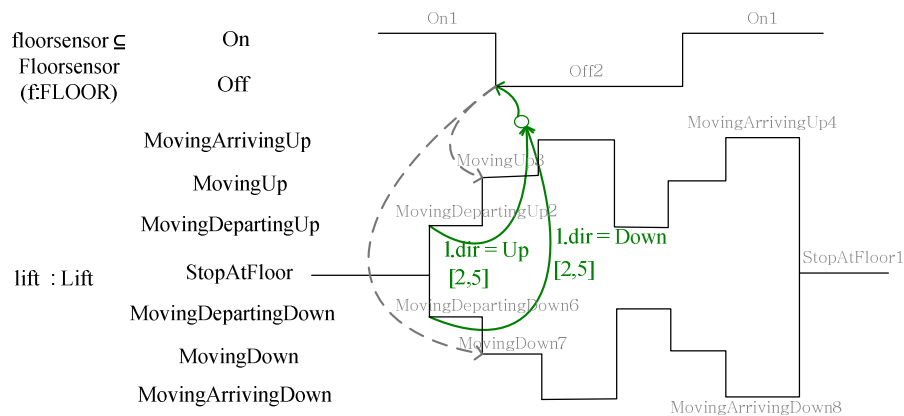 On1
On1
floorsensor ⊆
On
Floorsensor
Off
Off2
(f:FLOOR)
MovingArrivingUp4
MovingArrivingUp
MovingUp3
MovingUp
MovingDepartingUp2
MovingDepartingUp
l.dir = Up
l.dir = Down
[2,5]
[2,5]
StopAtFloor1
lift : Lift
StopAtFloor
MovingDepartingDown6
MovingDepartingDown
MovingDown7
MovingDown
MovingArrivingDown
MovingArrivingDown8